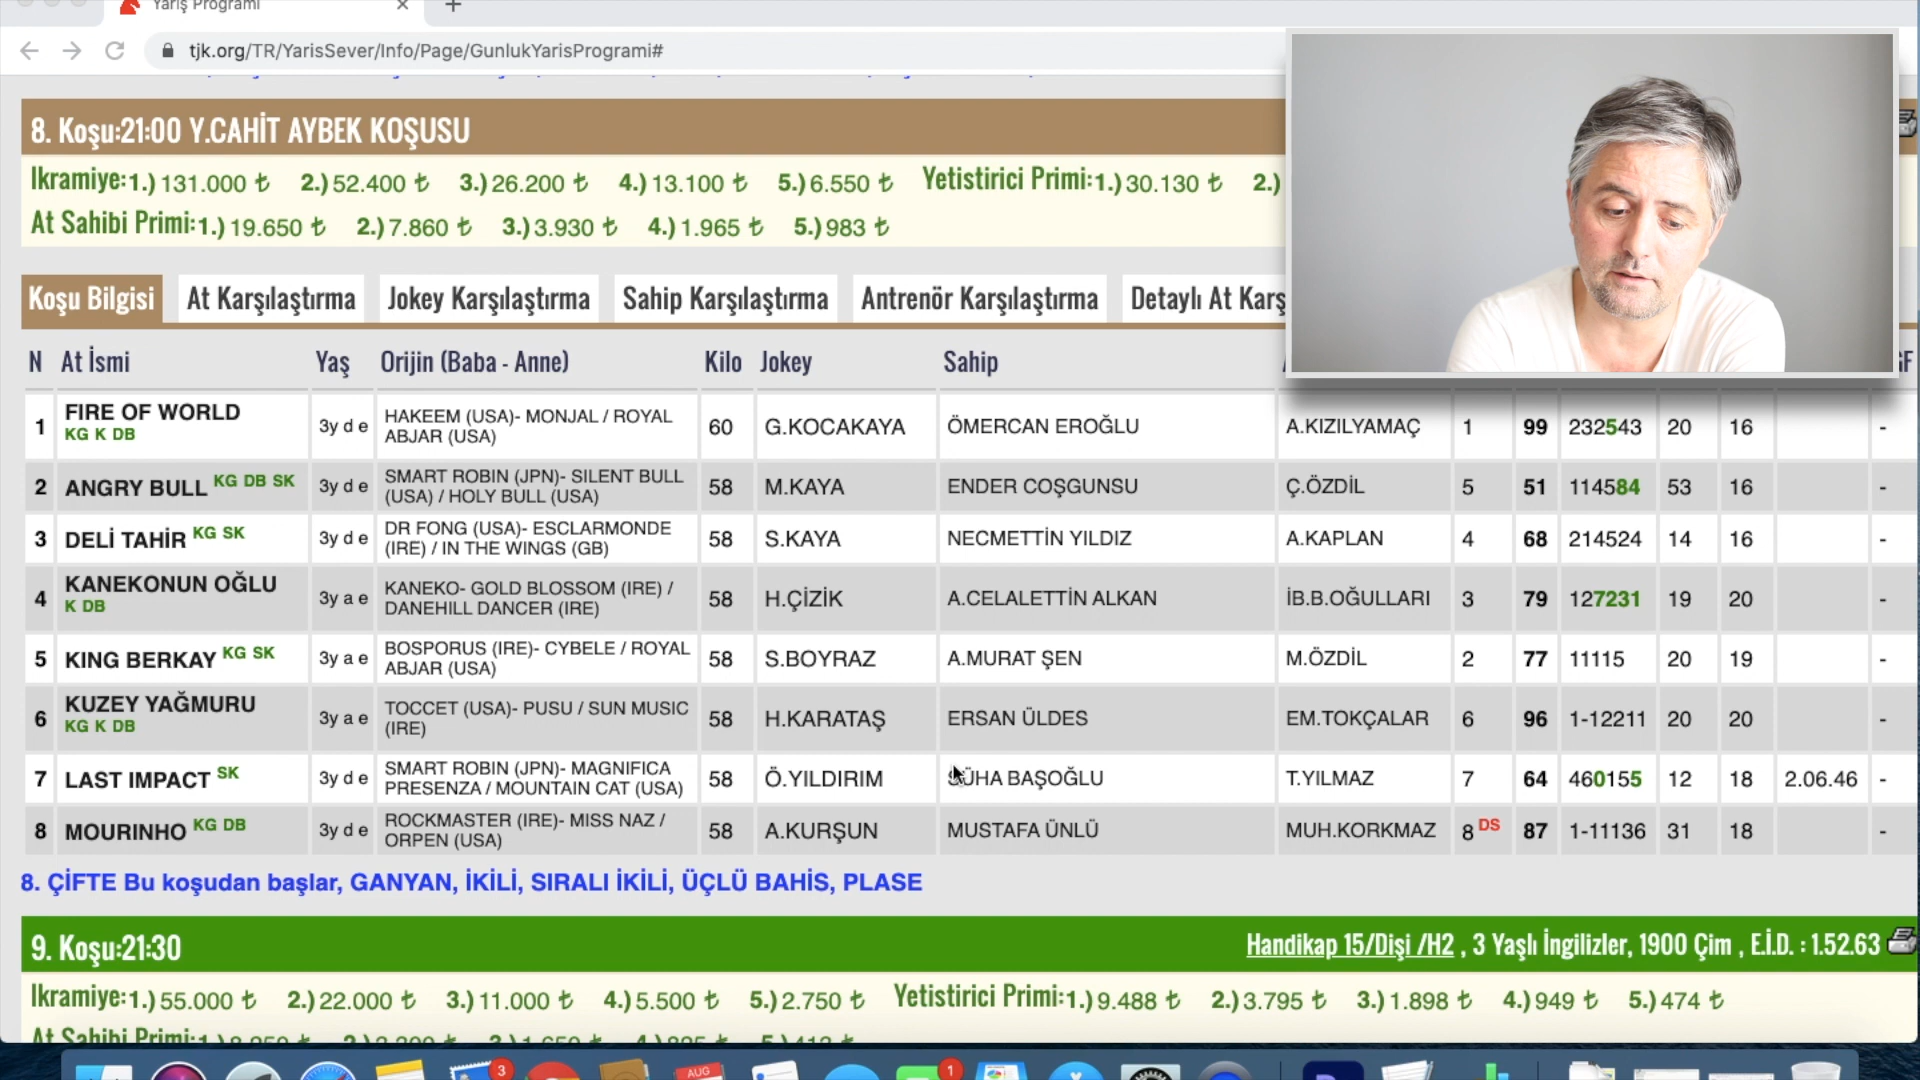 Yarış Programı
tjk.org/TR/YarisSever/Info/Page/GunlukYarisProgrami#
8. Koşu:21:00 Y.CAHİT AYBEK KOŞUSU
Ikramiye:1.) 131.000 ₺ 2.) 52.400 ₺ 3.) 26.200 ₺ 4.) 13.100 ₺ 5.) 6.550 ₺ Yetistirici Primi:1.) 30.130 ₺ 2.)
At Sahibi Primi:1.) 19.650 ₺ 2.) 7.860 ₺ 3.) 3.930 ₺ 4.) 1.965 ₺ 5.) 983 ₺
Koşu Bilgisi At Karşılaştırma Jokey Karşılaştırma Sahip Karşılaştırma Antrenör Karşılaştırma Detaylı At Karş
N At İsmi Yaş Orijin (Baba - Anne) Kilo Jokey Sahip
1 FIRE OF WORLD KG K DB 3y d e HAKEEM (USA)- MONJAL / ROYAL ABJAR (USA) 60 G.KOCAKAYA ÖMERCAN EROĞLU A.KIZILYAMAÇ 1 99 232543 20 16 -
2 ANGRY BULL KG DB SK 3y d e SMART ROBIN (JPN)- SILENT BULL (USA) / HOLY BULL (USA) 58 M.KAYA ENDER COŞGUNSU Ç.ÖZDİL 5 51 114584 53 16 -
3 DELİ TAHİR KG SK 3y d e DR FONG (USA)- ESCLARMONDE (IRE) / IN THE WINGS (GB) 58 S.KAYA NECMETTİN YILDIZ A.KAPLAN 4 68 214524 14 16 -
4 KANEKONUN OĞLU K DB 3y a e KANEKO- GOLD BLOSSOM (IRE) / DANEHILL DANCER (IRE) 58 H.ÇİZİK A.CELALETTİN ALKAN İB.B.OĞULLARI 3 79 127231 19 20 -
5 KING BERKAY KG SK 3y a e BOSPORUS (IRE)- CYBELE / ROYAL ABJAR (USA) 58 S.BOYRAZ A.MURAT ŞEN M.ÖZDİL 2 77 11115 20 19 -
6 KUZEY YAĞMURU KG K DB 3y a e TOCCET (USA)- PUSU / SUN MUSIC (IRE) 58 H.KARATAŞ ERSAN ÜLDES EM.TOKÇALAR 6 96 1-12211 20 20 -
7 LAST IMPACT SK 3y d e SMART ROBIN (JPN)- MAGNIFICA PRESENZA / MOUNTAIN CAT (USA) 58 Ö.YILDIRIM SÜHA BAŞOĞLU T.YILMAZ 7 64 460155 12 18 2.06.46 -
8 MOURINHO KG DB 3y d e ROCKMASTER (IRE)- MISS NAZ / ORPEN (USA) 58 A.KURŞUN MUSTAFA ÜNLÜ MUH.KORKMAZ 8 DS 87 1-11136 31 18 -
8. ÇİFTE Bu koşudan başlar, GANYAN, İKİLİ, SIRALI İKİLİ, ÜÇLÜ BAHİS, PLASE
9. Koşu:21:30 Handikap 15/Dişi /H2 , 3 Yaşlı İngilizler, 1900 Çim , E.İ.D. : 1.52.63
Ikramiye:1.) 55.000 ₺ 2.) 22.000 ₺ 3.) 11.000 ₺ 4.) 5.500 ₺ 5.) 2.750 ₺ Yetistirici Primi:1.) 9.488 ₺ 2.) 3.795 ₺ 3.) 1.898 ₺ 4.) 949 ₺ 5.) 474 ₺
At Sahibi Primi:
3 AUG 1